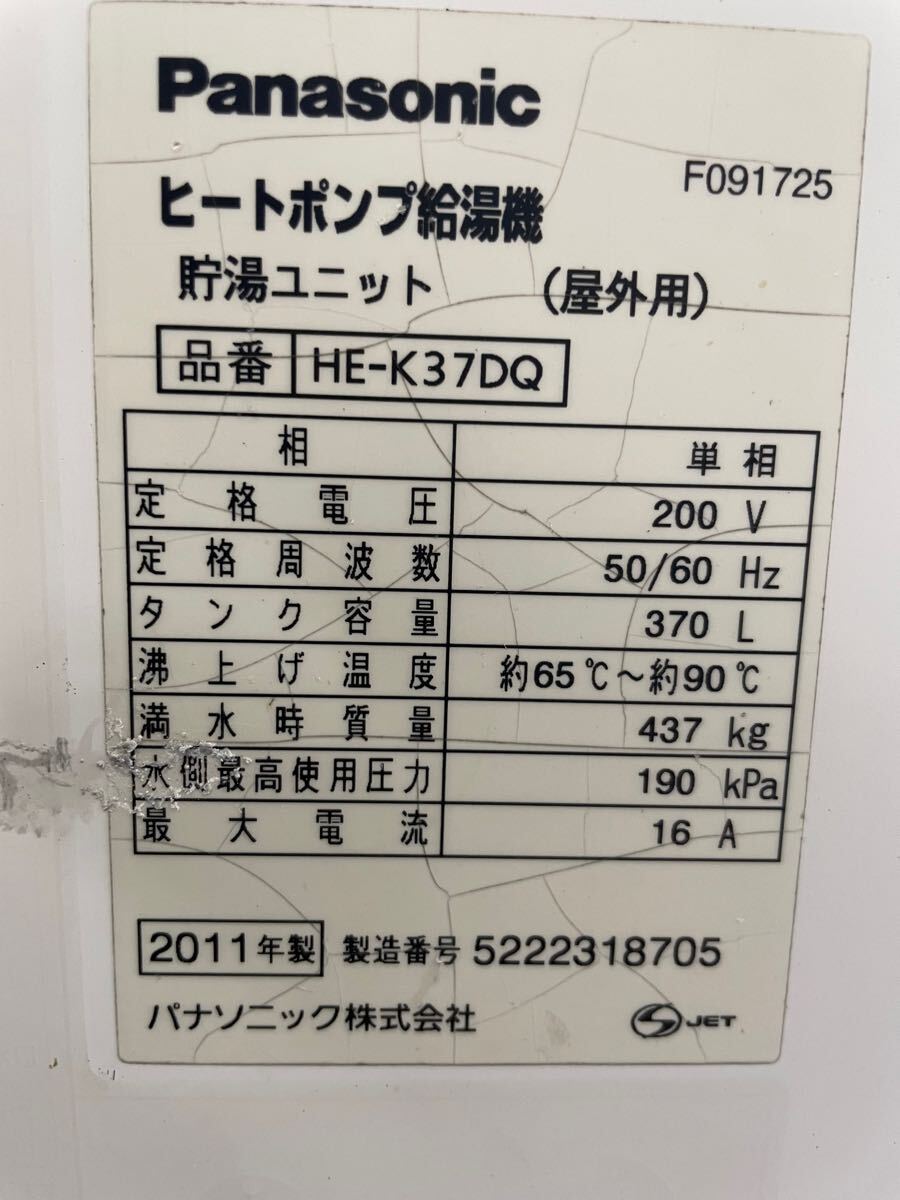 Panasonic
F091725
ヒートポンプ給湯機
貯湯ユニット (屋外用)
品番 HE-K37DQ
相 単相
定格電圧 200 V
定格周波数 50/60 Hz
タンク容量 370 L
沸上げ温度 約65℃～約90℃
満水時質量 437 kg
水側最高使用圧力 190 kPa
最大電流 16 A
2011年製 製造番号 5222318705
パナソニック株式会社 JET